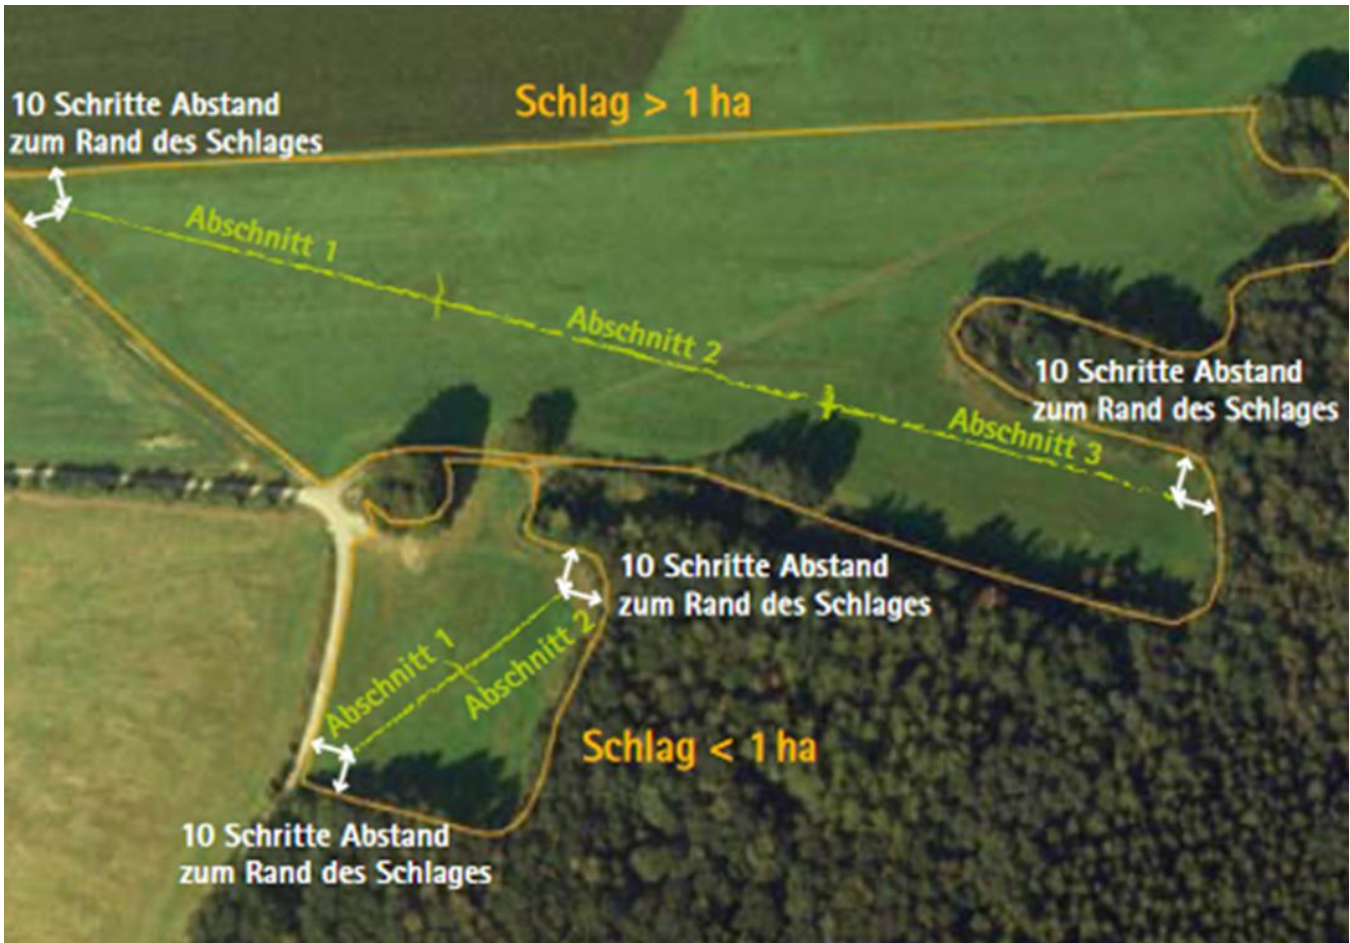 10 Schritte Abstand
zum Rand des Schlages
Schlag > 1 ha
Abschnitt 1
Abschnitt 2
Abschnitt 3
10 Schritte Abstand
zum Rand des Schlages
10 Schritte Abstand
zum Rand des Schlages
Abschnitt 1
Abschnitt 2
Schlag < 1 ha
10 Schritte Abstand
zum Rand des Schlages